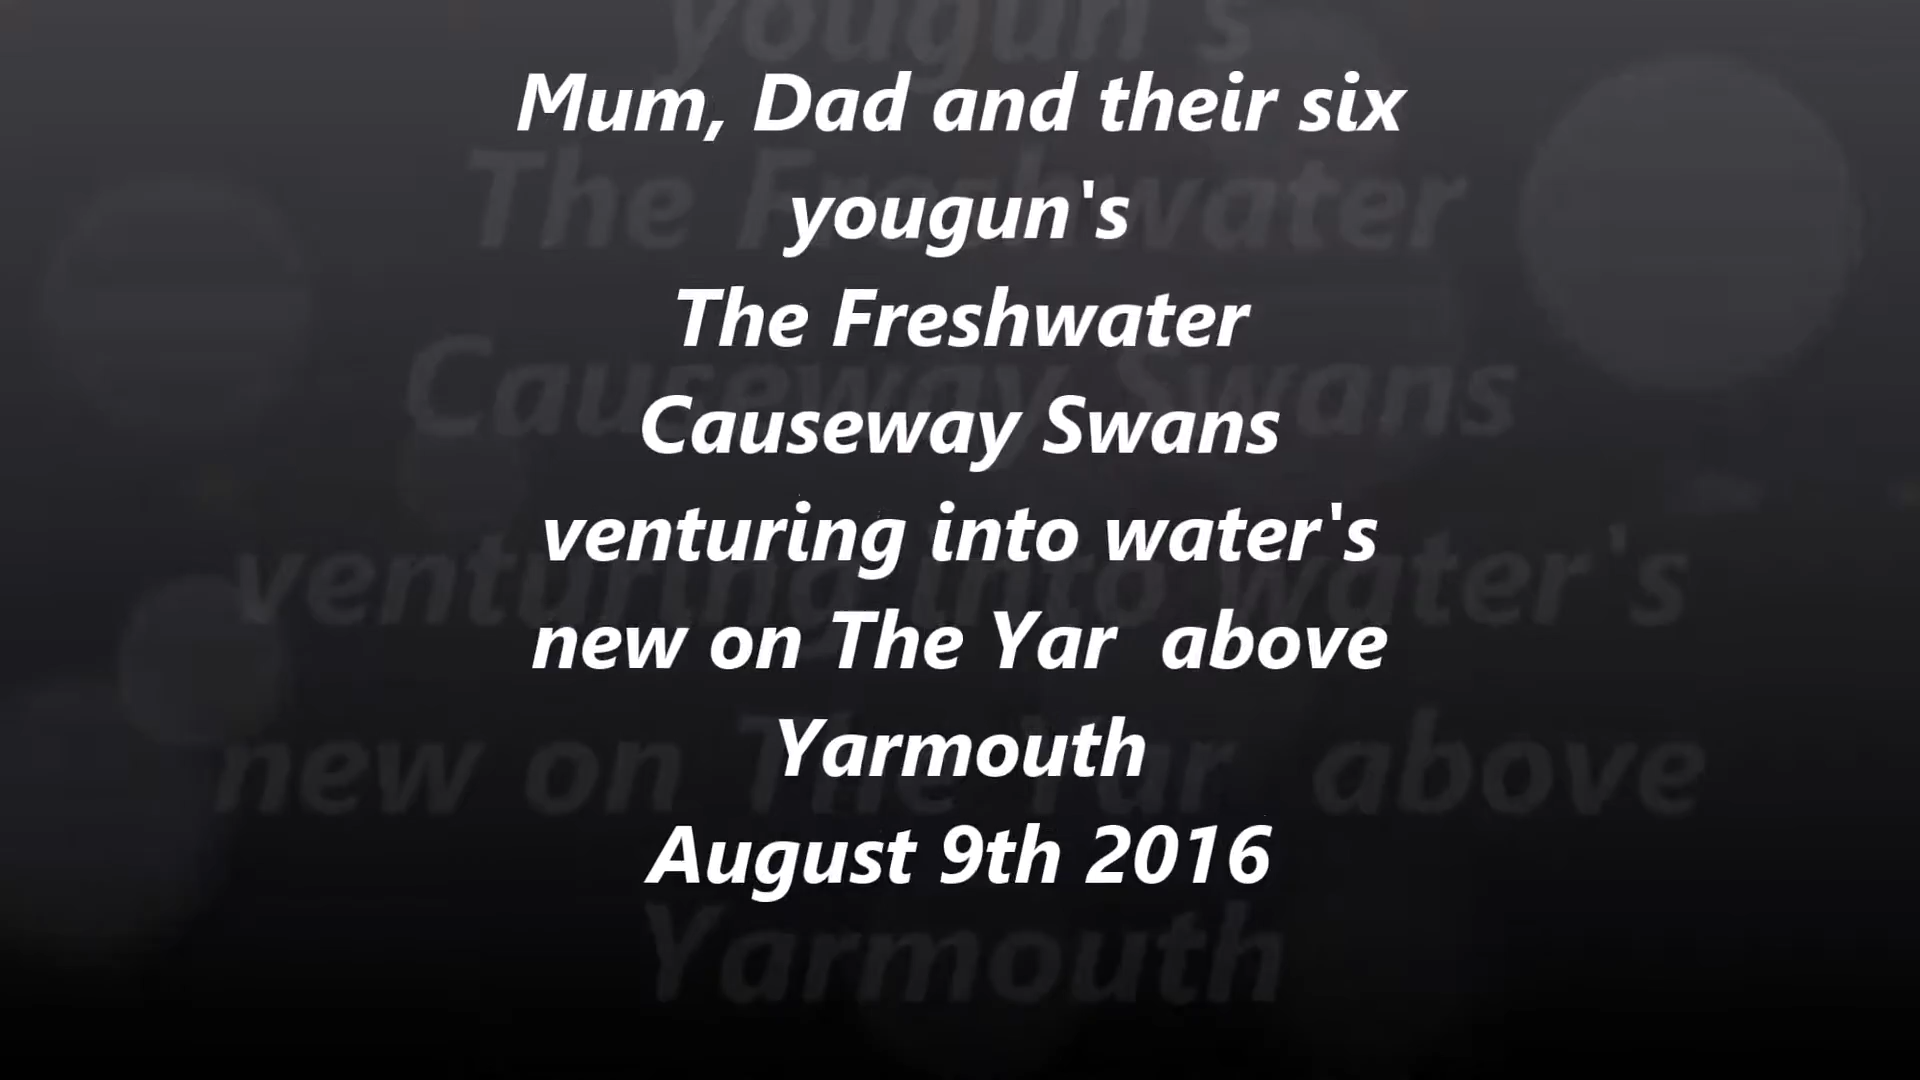 Mum, Dad and their six
yougun's
The Freshwater
Causeway Swans
venturing into water's
new on The Yar  above
Yarmouth
August 9th 2016